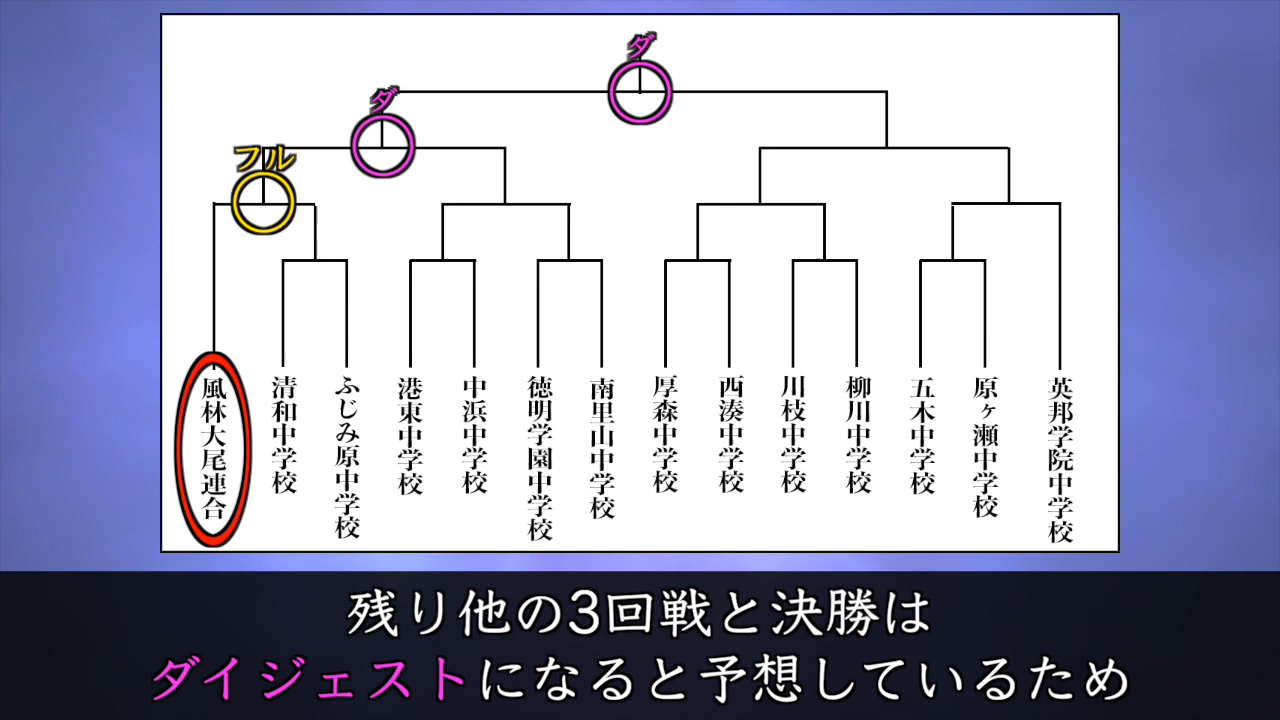 ダ
ダ
フル
風林大尾連合
清和中学校
ふじみ原中学校
港東中学校
中浜中学校
徳明学園中学校
南里山中学校
厚森中学校
西湊中学校
川枝中学校
柳川中学校
五木中学校
原ヶ瀬中学校
英邦学院中学校
残り他の3回戦と決勝は
ダイジェストになると予想しているため